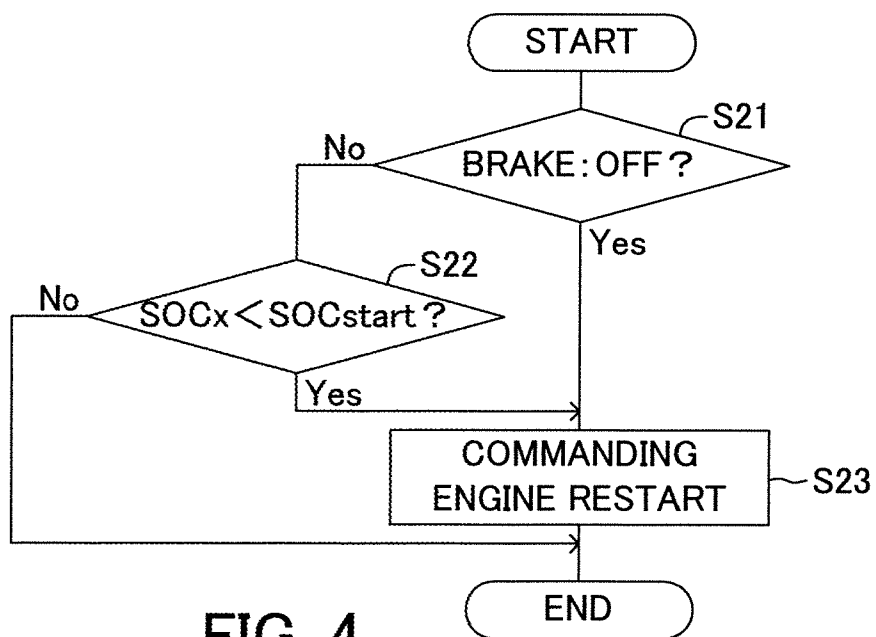 START
S21
No
BRAKE:OFF?
Yes
S22
No
SOCx<SOCstart?
Yes
COMMANDING
ENGINE RESTART
S23
END
FIG. 4